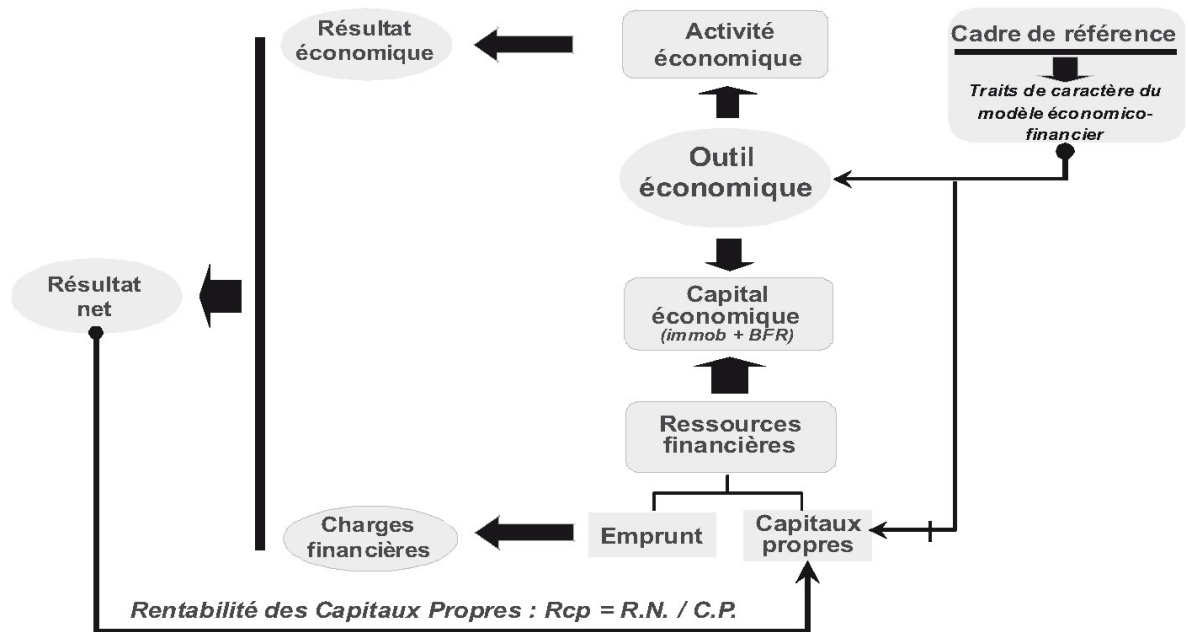 Résultat
économique
Activité
économique
Cadre de référence
Traits de caractère du
modèle économico-
financier
Outil
économique
Résultat
net
Capital
économique
(immob + BFR)
Ressources
financières
Charges
financières
Emprunt
Capitaux
propres
Rentabilité des Capitaux Propres : Rcp = R.N. / C.P.